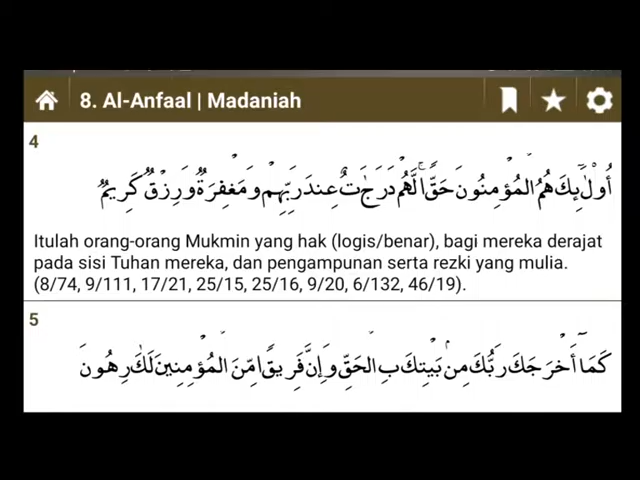 8. Al-Anfaal | Madaniah
4
أُولَٰئِكَ هُمُ الْمُؤْمِنُونَ حَقًّا لَّهُمْ دَرَجَٰتٌ عِندَ رَبِّهِمْ وَمَغْفِرَةٌ وَرِزْقٌ كَرِيمٌ
Itulah orang-orang Mukmin yang hak (logis/benar), bagi mereka derajat
pada sisi Tuhan mereka, dan pengampunan serta rezki yang mulia.
(8/74, 9/111, 17/21, 25/15, 25/16, 9/20, 6/132, 46/19).
5
كَمَآ أَخْرَجَكَ رَبُّكَ مِنۢ بَيْتِكَ بِالْحَقِّ وَإِنَّ فَرِيقًا مِّنَ الْمُؤْمِنِينَ لَكَٰرِهُونَ